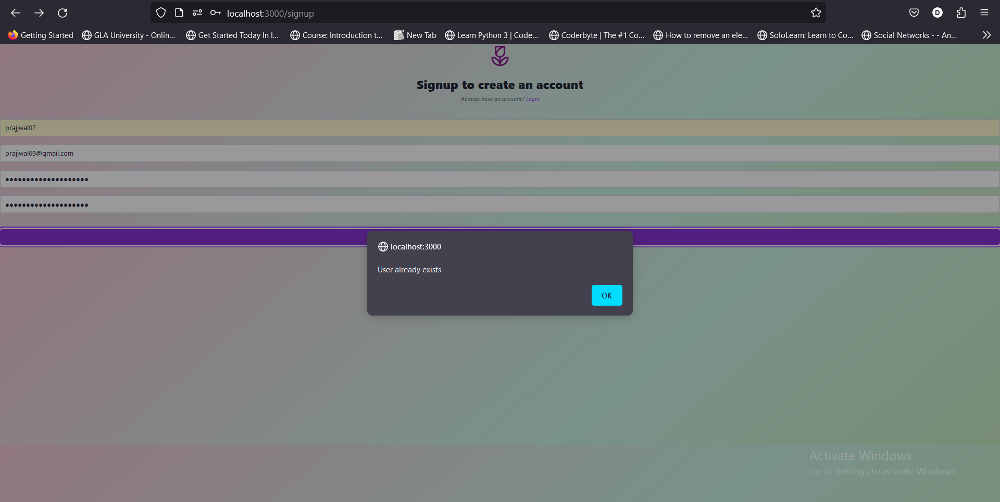 localhost:3000/signup
D
Getting Started GLA University - Onlin... Get Started Today In I... Course: Introduction t... New Tab Learn Python 3 | Code... Coderbyte | The #1 Co... How to remove an ele... SoloLearn: Learn to Co... Social Networks - - An...
Signup to create an account
Already have an account? Login
prajjwal07
prajjwal69@gmail.com
localhost:3000
User already exists
OK
Activate Windows
Go to Settings to activate Windows.